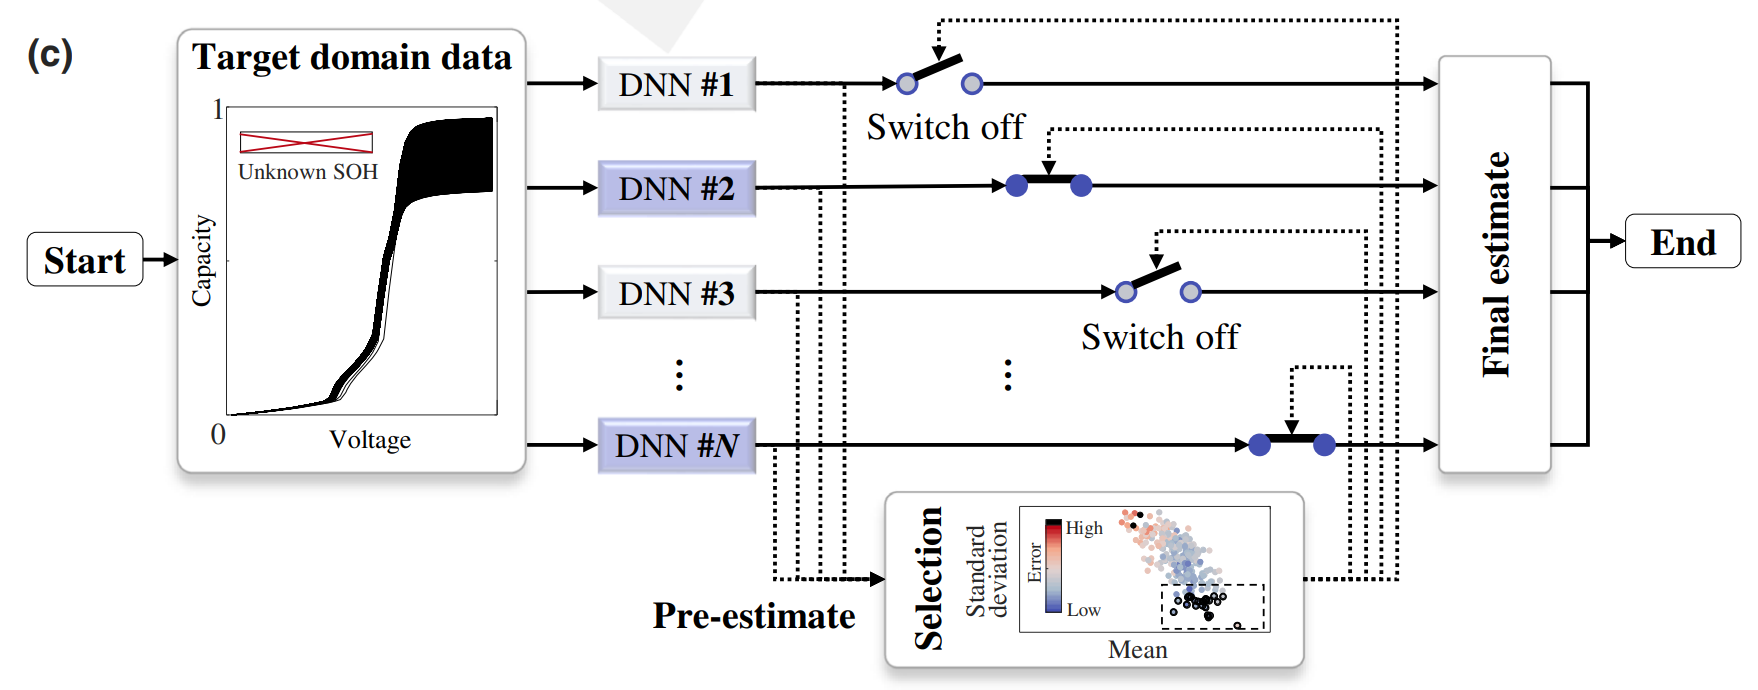 (c)
Target domain data
1
Unknown SOH
Capacity
0
Voltage
Start
DNN #1
DNN #2
DNN #3
⋮
DNN #N
Switch off
Switch off
⋮
Pre-estimate
Selection
Standard
deviation
Error
High
Low
Mean
Final estimate
End